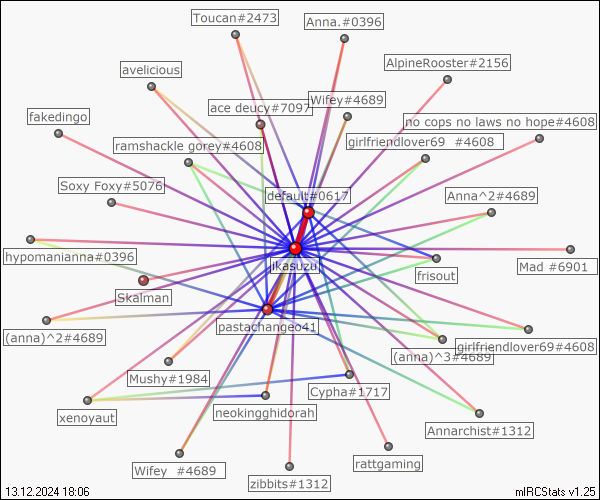 Toucan#2473
Anna.#0396
AlpineRooster#2156
avelicious
ace deucy#7097
Wifey#4689
fakedingo
no cops no laws no hope#4608
ramshackle gorey#4608
girlfriendlover69 #4608
Soxy Foxy#5076
default#0617
Anna^2#4689
hypomanianna#0396
ikasuzu
frisout
Mad #6901
Skalman
pastachangeo41
(anna)^2#4689
(anna)^3#4689
girlfriendlover69#4608
Mushy#1984
Cypha#1717
xenoyaut
neokingghidorah
Annarchist#1312
Wifey #4689
zibbits#1312
rattgaming
13.12.2024 18:06
mIRCStats v1.25